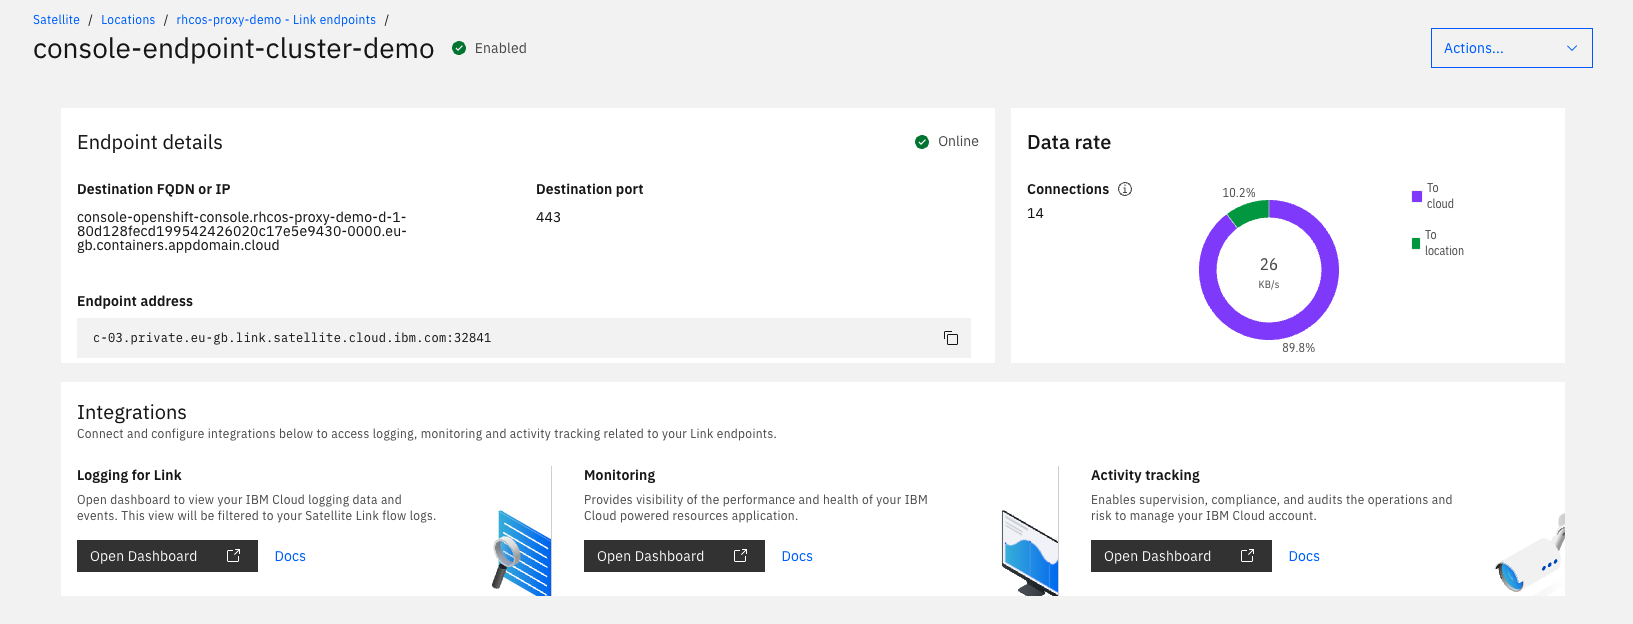 Satellite / Locations / rhcos-proxy-demo - Link endpoints /
console-endpoint-cluster-demo
Enabled
Actions...
Endpoint details
Online
Destination FQDN or IP
console-openshift-console.rhcos-proxy-demo-d-1-
80d128fecd199542426020c17e5e9430-0000.eu-
gb.containers.appdomain.cloud
Destination port
443
Endpoint address
c-03.private.eu-gb.link.satellite.cloud.ibm.com:32841
Data rate
Connections
14
10.2%
26
KB/s
89.8%
To
cloud
To
location
Integrations
Connect and configure integrations below to access logging, monitoring and activity tracking related to your Link endpoints.
Logging for Link
Open dashboard to view your IBM Cloud logging data and
events. This view will be filtered to your Satellite Link flow logs.
Open Dashboard
Docs
Monitoring
Provides visibility of the performance and health of your IBM
Cloud powered resources application.
Open Dashboard
Docs
Activity tracking
Enables supervision, compliance, and audits the operations and
risk to manage your IBM Cloud account.
Open Dashboard
Docs